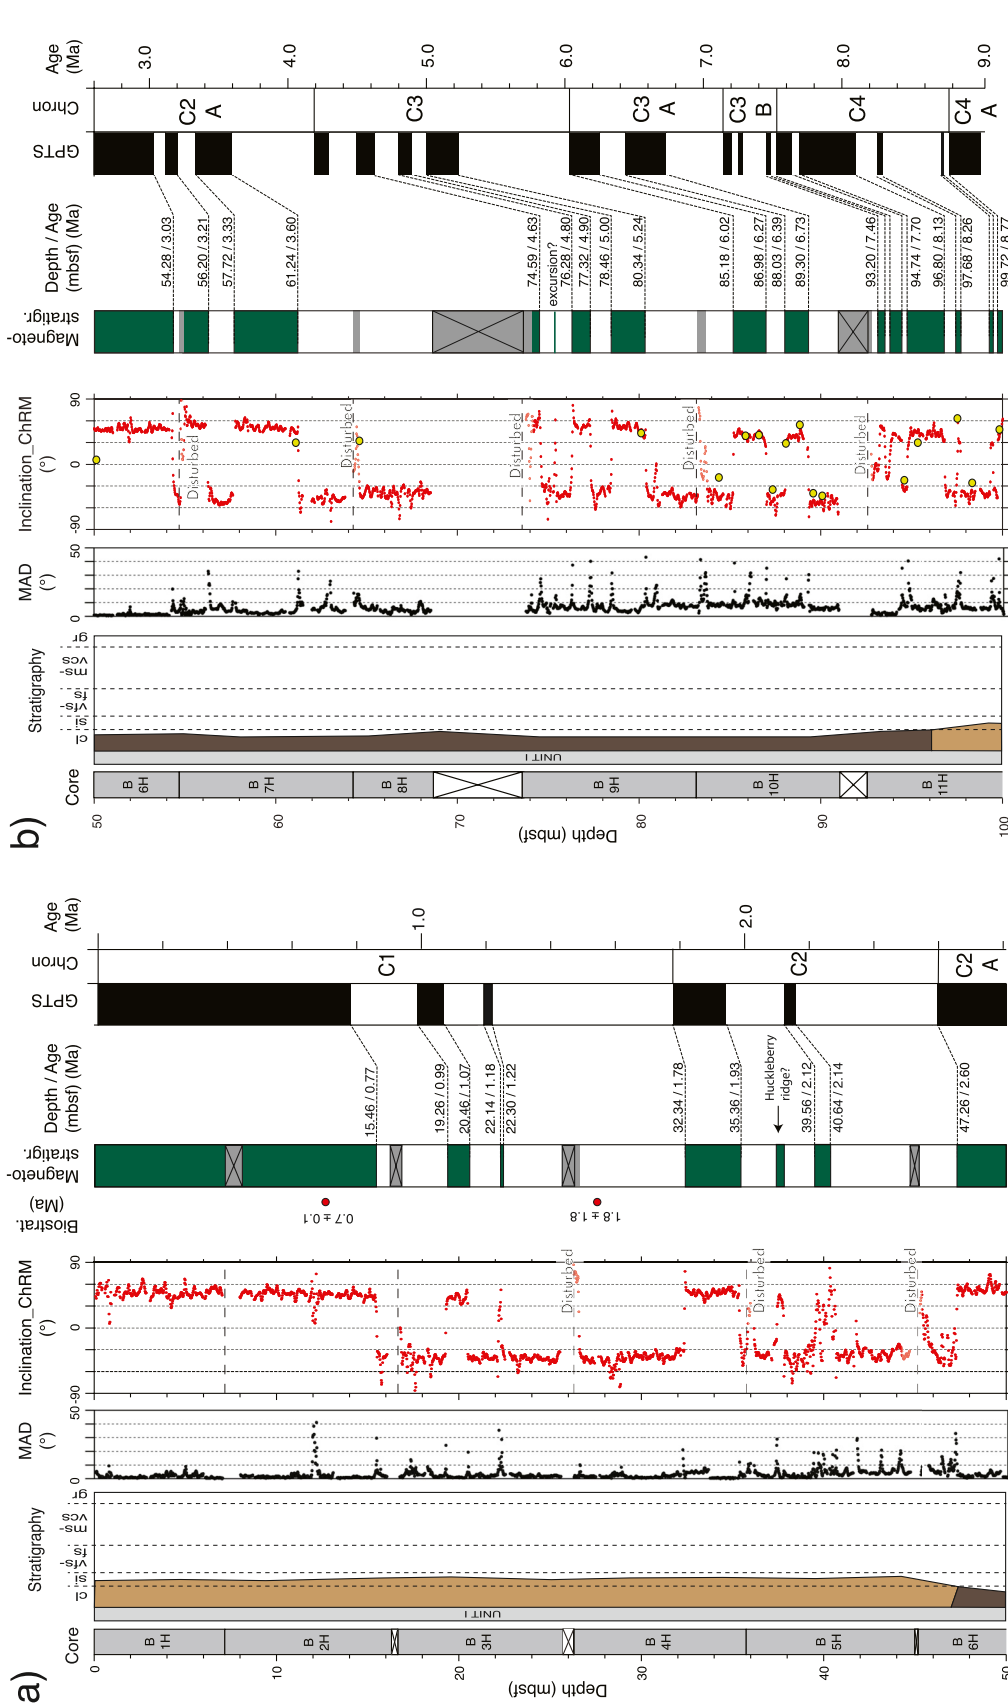 a)
Core
B 1H
B 2H
B 3H
B 4H
B 5H
B 6H
0
10
20
30
40
50
Depth (mbsf)
UNIT I
Stratigraphy
cl
si
vfs-
fs
ms-
vcs
gr
MAD
(°)
0
50
Inclination_ChRM
(°)
-90
0
90
Disturbed
Disturbed
Disturbed
Biostrat.
(Ma)
0.7 ± 0.1
1.8 ± 1.8
Magneto-
stratigr.
Depth / Age
(mbsf) (Ma)
15.46 / 0.77
19.26 / 0.99
20.46 / 1.07
22.14 / 1.18
22.30 / 1.22
32.34 / 1.78
35.36 / 1.93
Huckleberry
ridge?
39.56 / 2.12
40.64 / 2.14
47.26 / 2.60
GPTS
Chron
C1
C2
C2
A
Age
(Ma)
1.0
2.0
b)
Core
B 6H
B 7H
B 8H
B 9H
B 10H
B 11H
50
60
70
80
90
100
Depth (mbsf)
UNIT I
Stratigraphy
cl
si
vfs-
fs
ms-
vcs
gr
MAD
(°)
0
50
Inclination_ChRM
(°)
-90
0
90
Disturbed
Disturbed
Disturbed
Disturbed
Disturbed
Magneto-
stratigr.
Depth / Age
(mbsf) (Ma)
54.28 / 3.03
56.20 / 3.21
57.72 / 3.33
61.24 / 3.60
74.59 / 4.63
excursion?
76.28 / 4.80
77.32 / 4.90
78.46 / 5.00
80.34 / 5.24
85.18 / 6.02
86.98 / 6.27
88.03 / 6.39
89.30 / 6.73
93.20 / 7.46
94.74 / 7.70
96.80 / 8.13
97.68 / 8.26
99.72 / 8.77
GPTS
Chron
C2
A
C3
C3
A
C3
B
C4
C4
A
Age
(Ma)
3.0
4.0
5.0
6.0
7.0
8.0
9.0